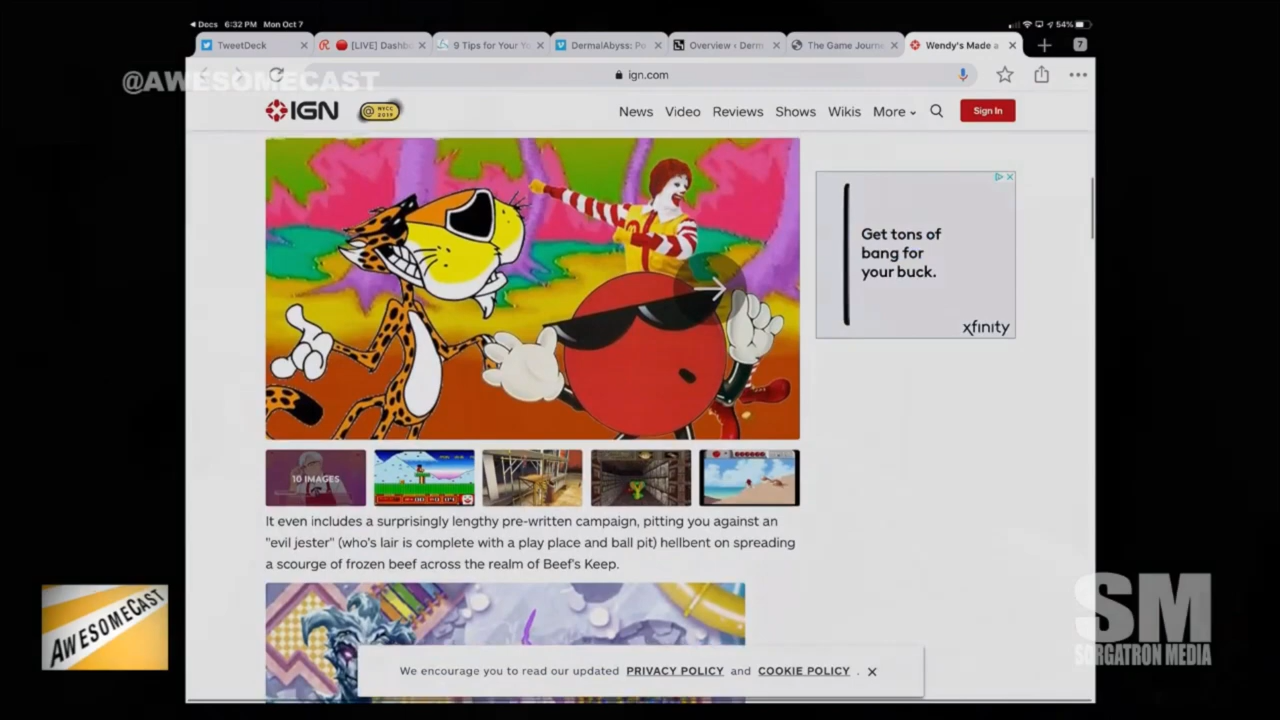 Docs 6:32 PM Mon Oct 7
54%
TweetDeck
[LIVE] Dashb
9 Tips for Your Yo
DermalAbyss: Po
Overview ‹ Derm
The Game Journe
Wendy's Made a
7
ign.com
@AWESOMECAST
IGN
@ NYCC 2019
News Video Reviews Shows Wikis More
Sign In
Get tons of
bang for
your buck.
xfinity
10 IMAGES
It even includes a surprisingly lengthy pre-written campaign, pitting you against an
"evil jester" (who's lair is complete with a play place and ball pit) hellbent on spreading
a scourge of frozen beef across the realm of Beef's Keep.
We encourage you to read our updated PRIVACY POLICY and COOKIE POLICY .
AWESOMECAST
SM
SORGATRON MEDIA